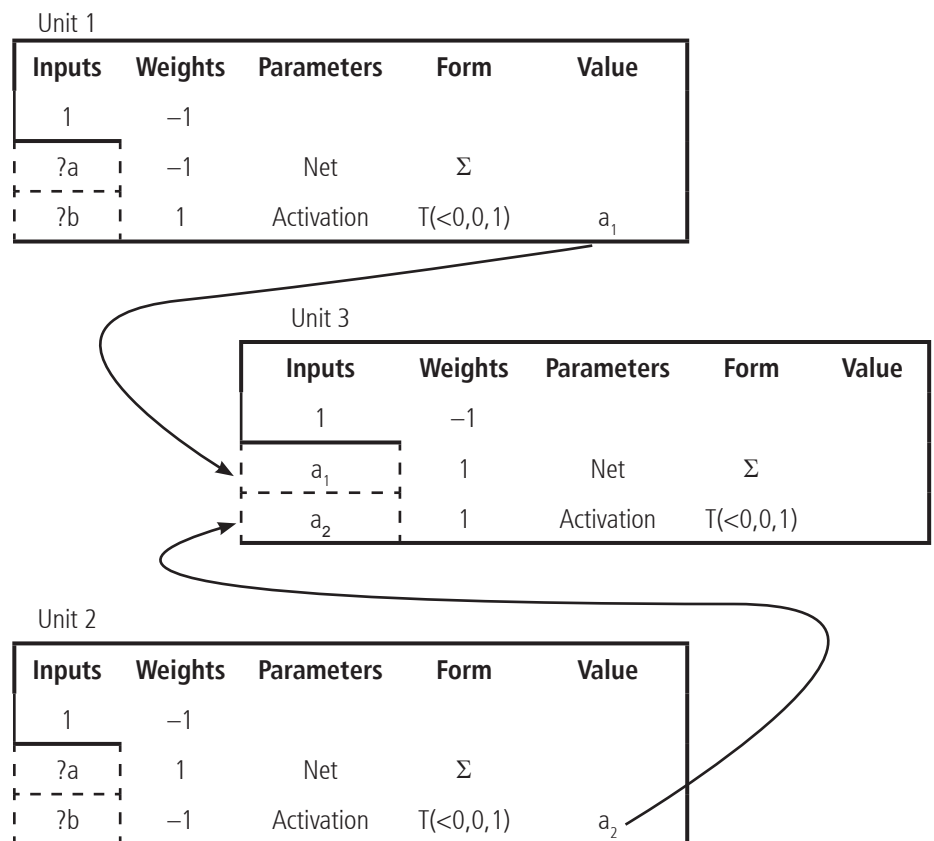 Unit 1
Inputs Weights Parameters Form Value
1 −1
?a −1 Net Σ
?b 1 Activation T(<0,0,1) a₁
Unit 3
Inputs Weights Parameters Form Value
1 −1
a₁ 1 Net Σ
a₂ 1 Activation T(<0,0,1)
Unit 2
Inputs Weights Parameters Form Value
1 −1
?a 1 Net Σ
?b −1 Activation T(<0,0,1) a₂